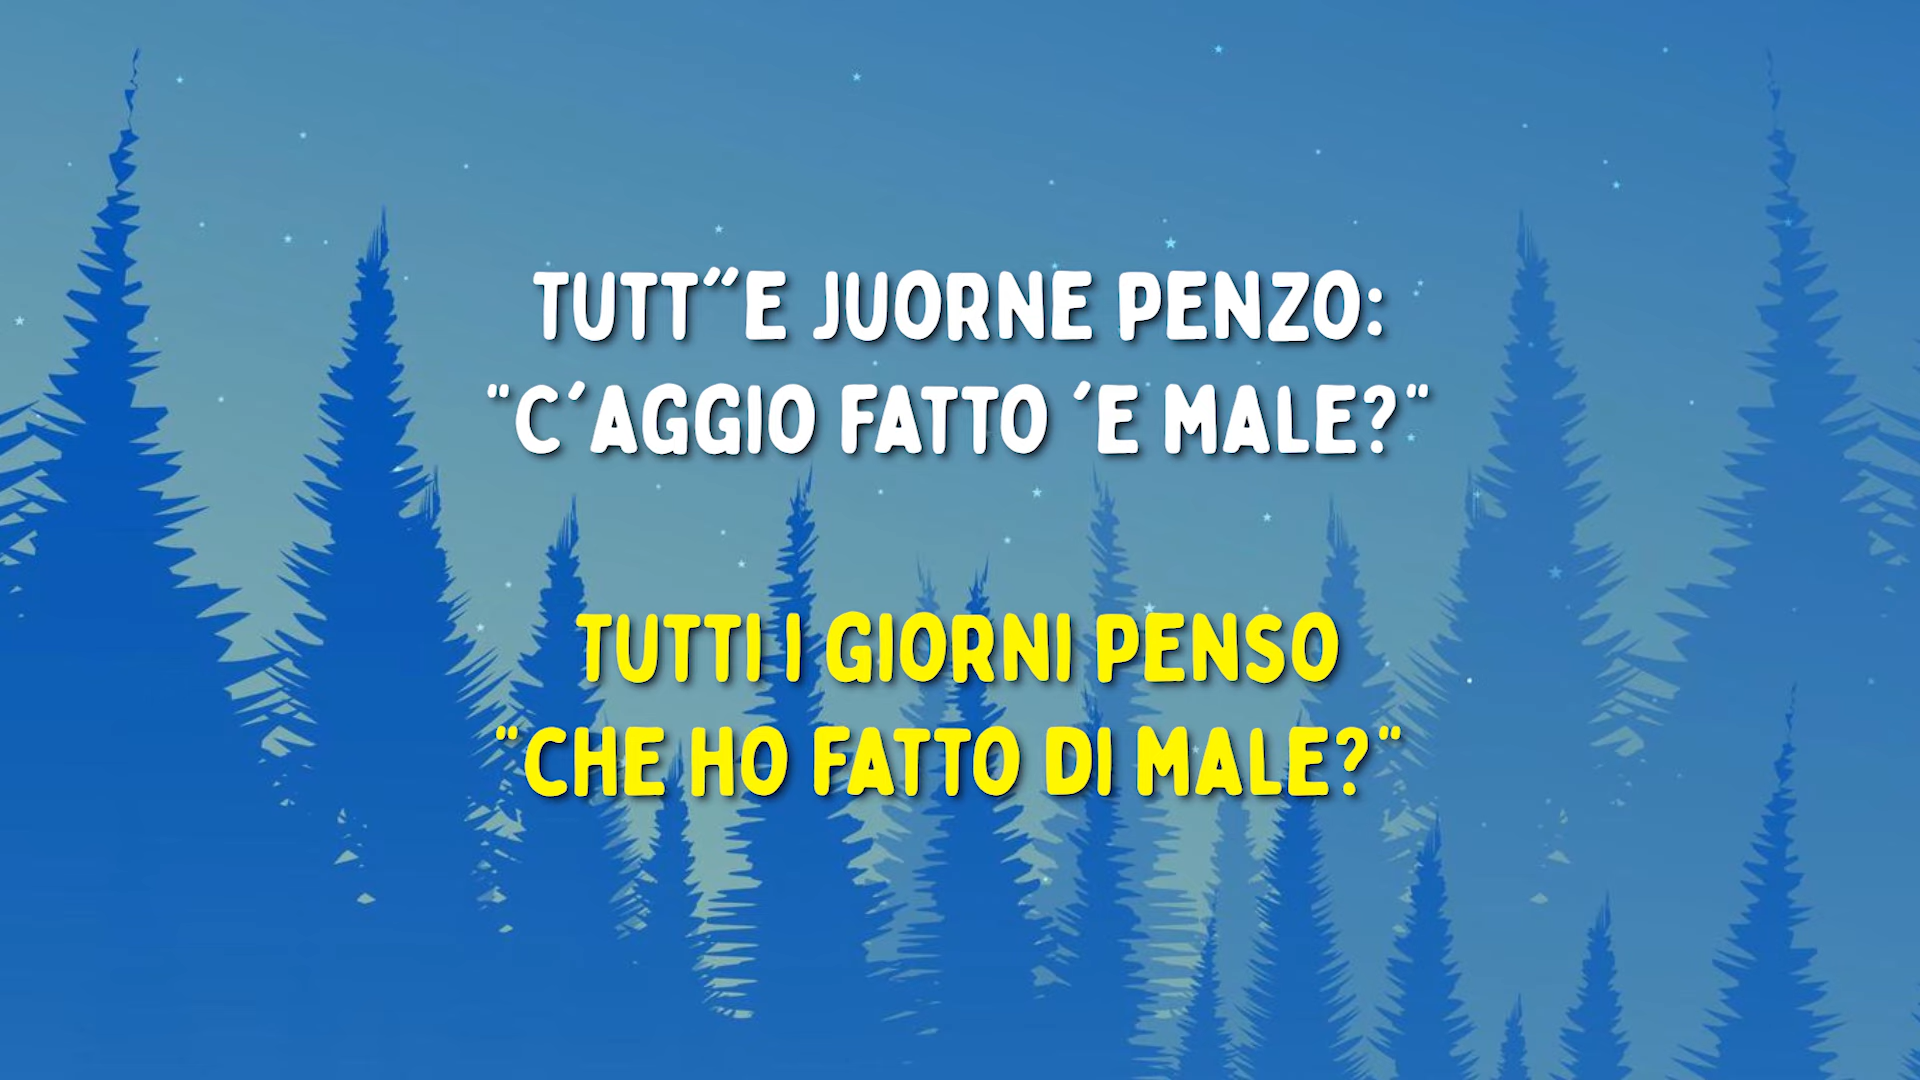 TUTT''E JUORNE PENZO:
"C'AGGIO FATTO 'E MALE?"
TUTTI I GIORNI PENSO
"CHE HO FATTO DI MALE?"